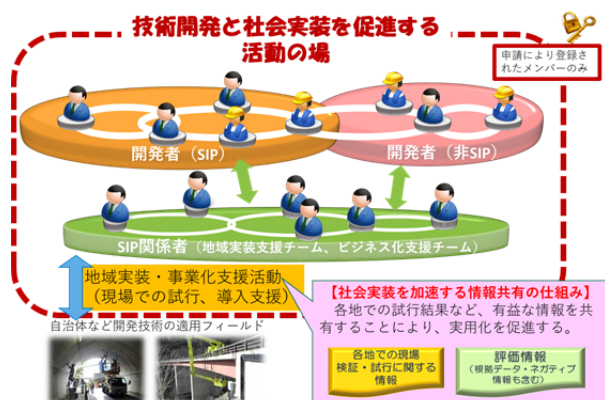 技術開発と社会実装を促進する
活動の場
申請により登録さ
れたメンバーのみ
開発者（SIP）
開発者（非SIP）
SIP関係者（地域実装支援チーム、ビジネス化支援チーム）
地域実装・事業化支援活動
（現場での試行、導入支援）
自治体など開発技術の適用フィールド
【社会実装を加速する情報共有の仕組み】
各地での試行結果など、有益な情報を共
有することにより、実用化を促進する。
各地での現場
検証・試行に関する
情報
評価情報
（根拠データ・ネガティブ
情報も含む）